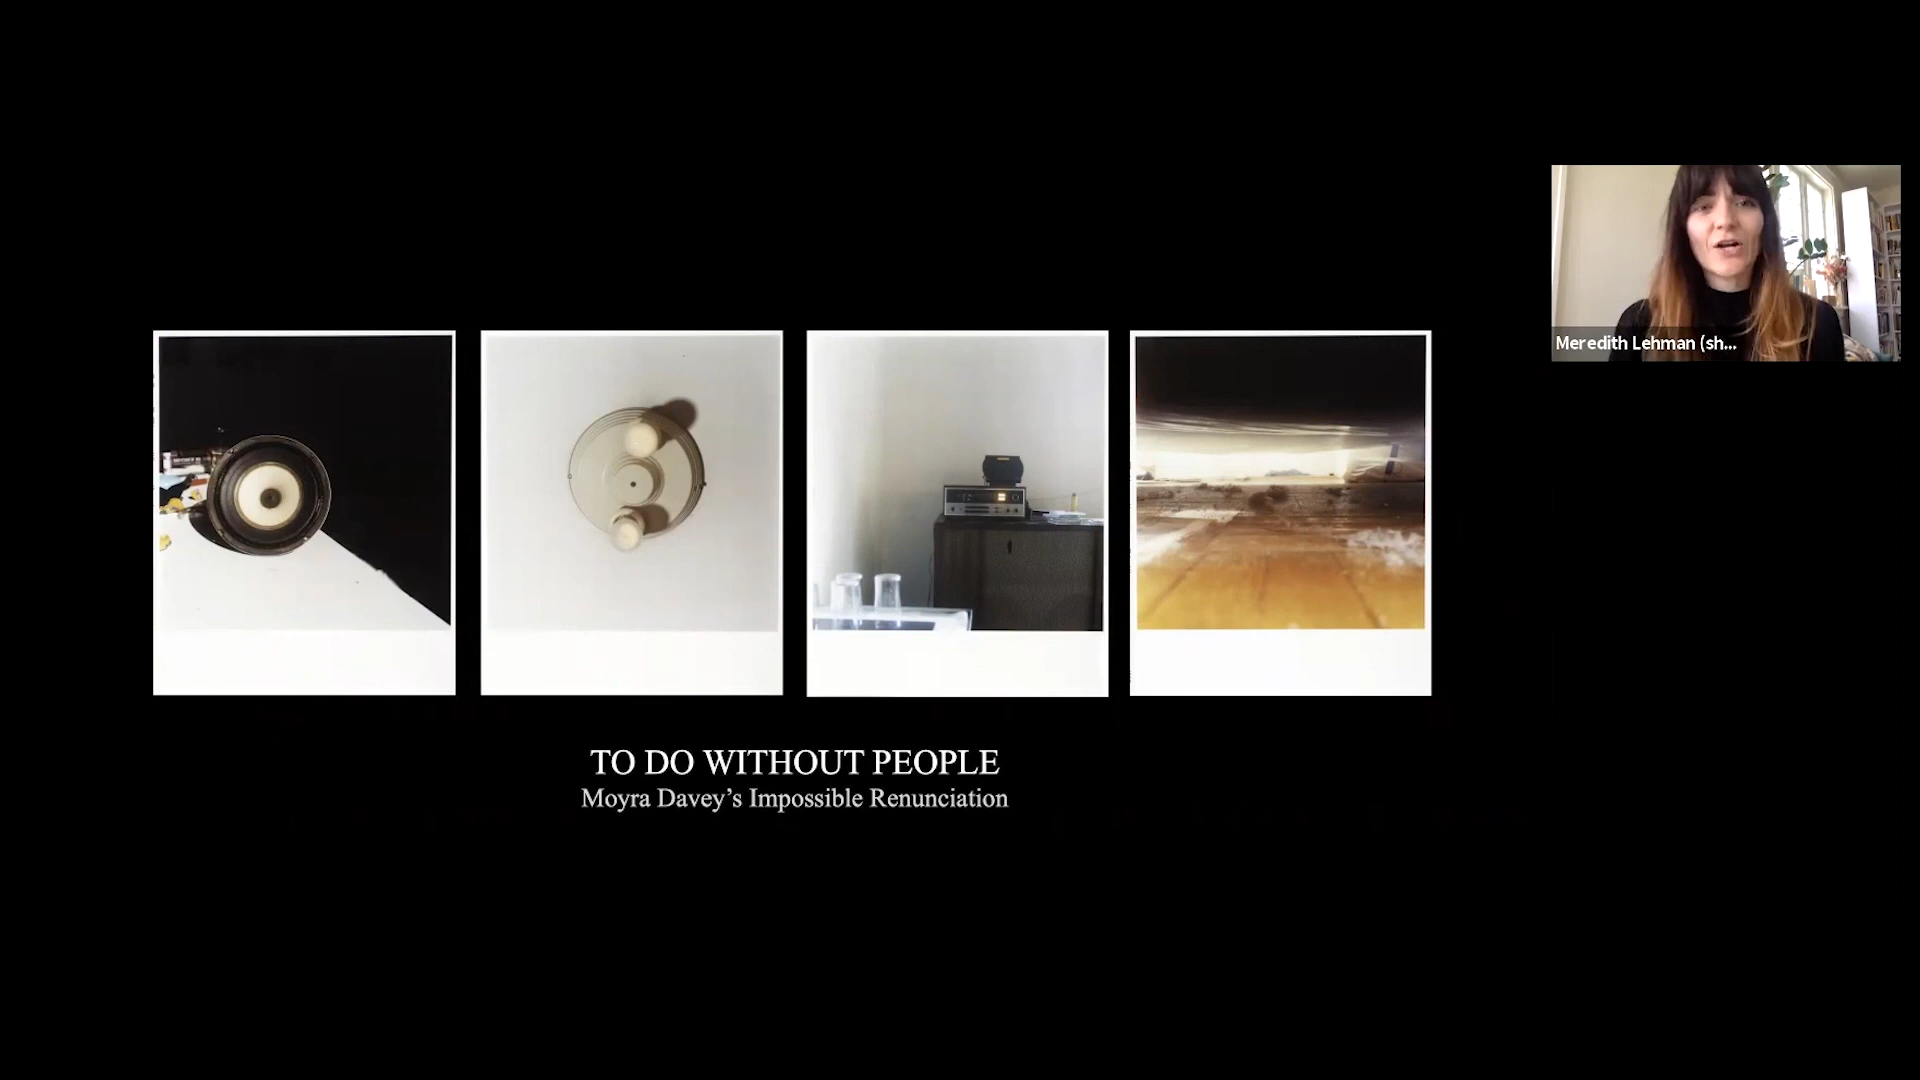 Meredith Lehman (sh...
TO DO WITHOUT PEOPLE
Moyra Davey’s Impossible Renunciation